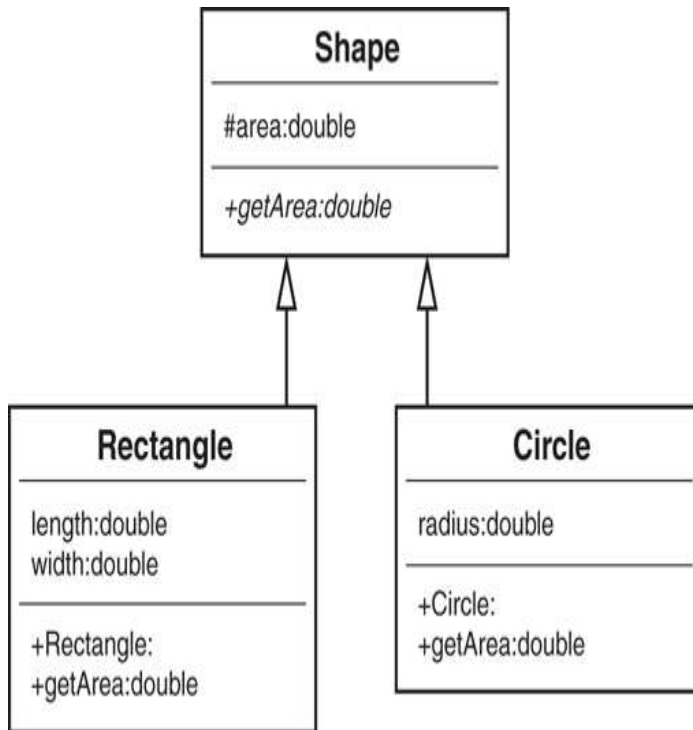 Shape
#area:double
+getArea:double
Rectangle
length:double
width:double
+Rectangle:
+getArea:double
Circle
radius:double
+Circle:
+getArea:double